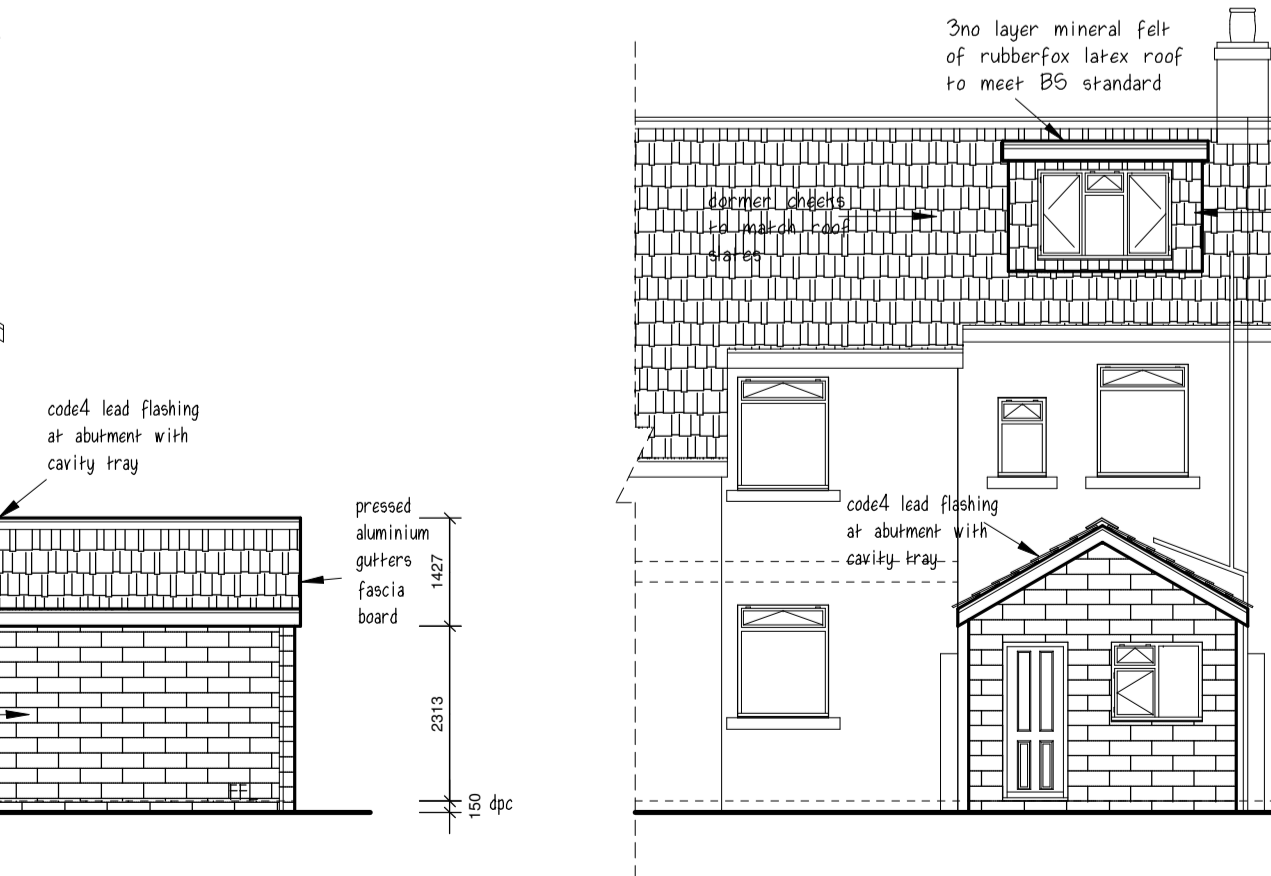 3no layer mineral felt
of rubberfox latex roof
to meet BS standard
dormer cheeks
to match roof
slates
code4 lead flashing
at abutment with
cavity tray
pressed
aluminium
gutters
fascia
board
1427
2313
150 dpc
code4 lead flashing
at abutment with
cavity tray